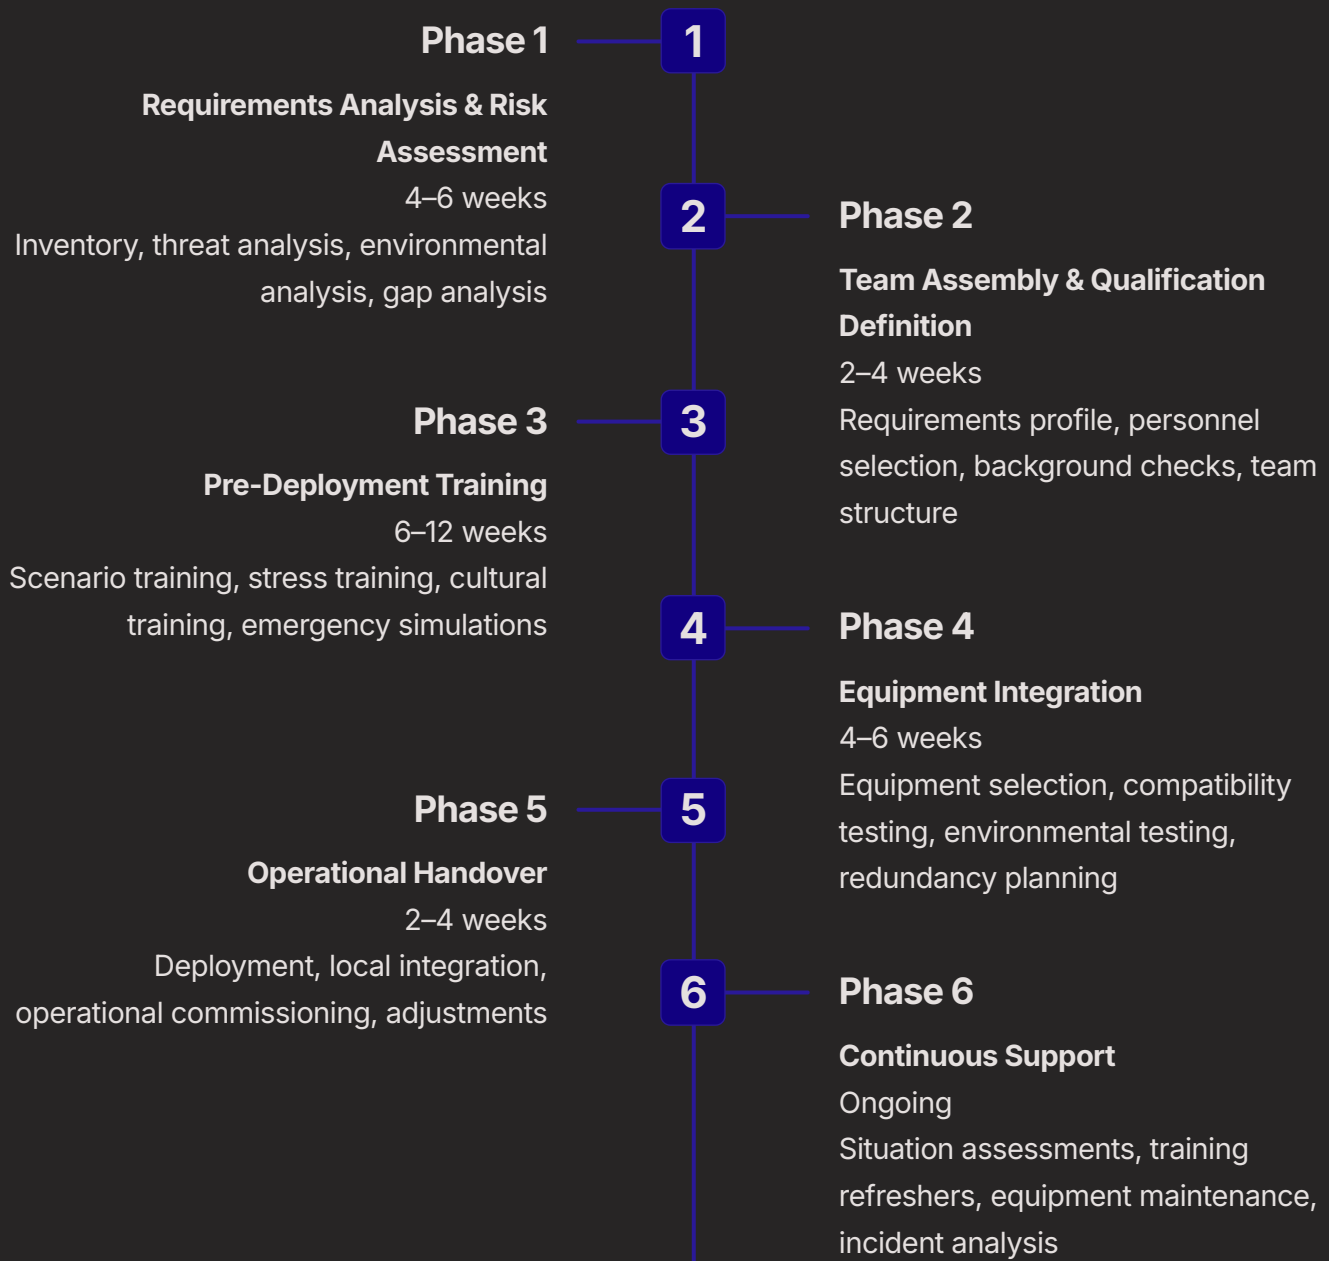 Phase 1
1
Requirements Analysis & Risk
Assessment
4–6 weeks
Inventory, threat analysis, environmental
analysis, gap analysis
2
Phase 2
Team Assembly & Qualification
Definition
2–4 weeks
Requirements profile, personnel
selection, background checks, team
structure
Phase 3
3
Pre-Deployment Training
6–12 weeks
Scenario training, stress training, cultural
training, emergency simulations
4
Phase 4
Equipment Integration
4–6 weeks
Equipment selection, compatibility
testing, environmental testing,
redundancy planning
Phase 5
5
Operational Handover
2–4 weeks
Deployment, local integration,
operational commissioning, adjustments
6
Phase 6
Continuous Support
Ongoing
Situation assessments, training
refreshers, equipment maintenance,
incident analysis